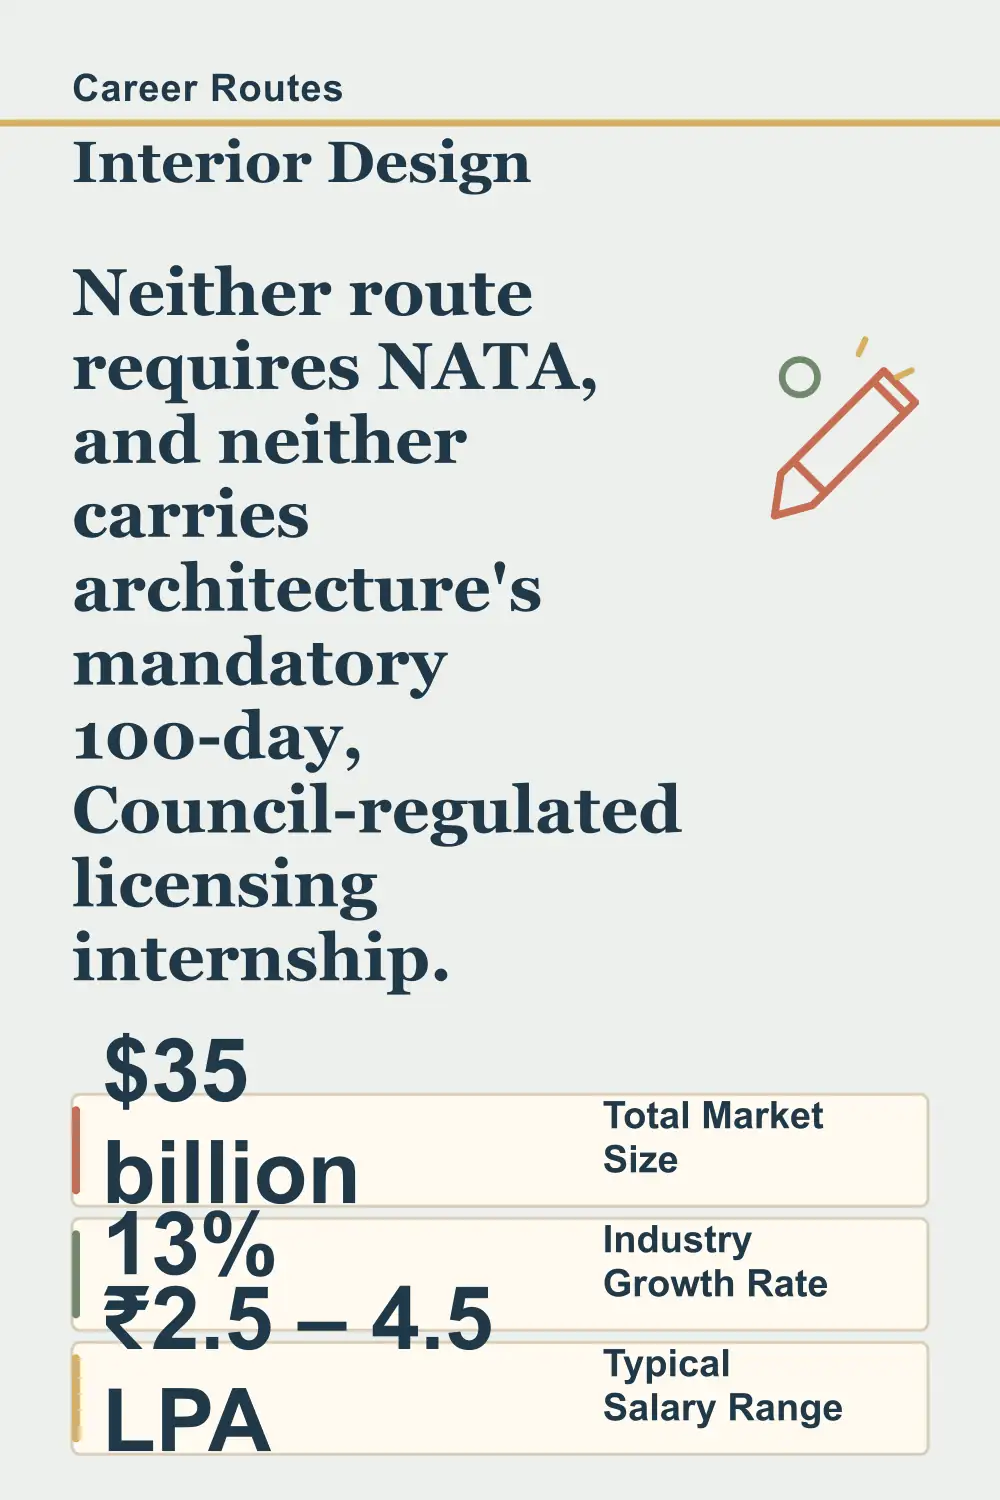 Career Routes
Interior Design
Neither route
requires NATA,
and neither
carries
architecture's
mandatory
100-day,
Council-regulated
licensing
internship.
$35
billion
Total Market
Size
13%
Industry
Growth Rate
₹2.5 – 4.5
LPA
Typical
Salary Range